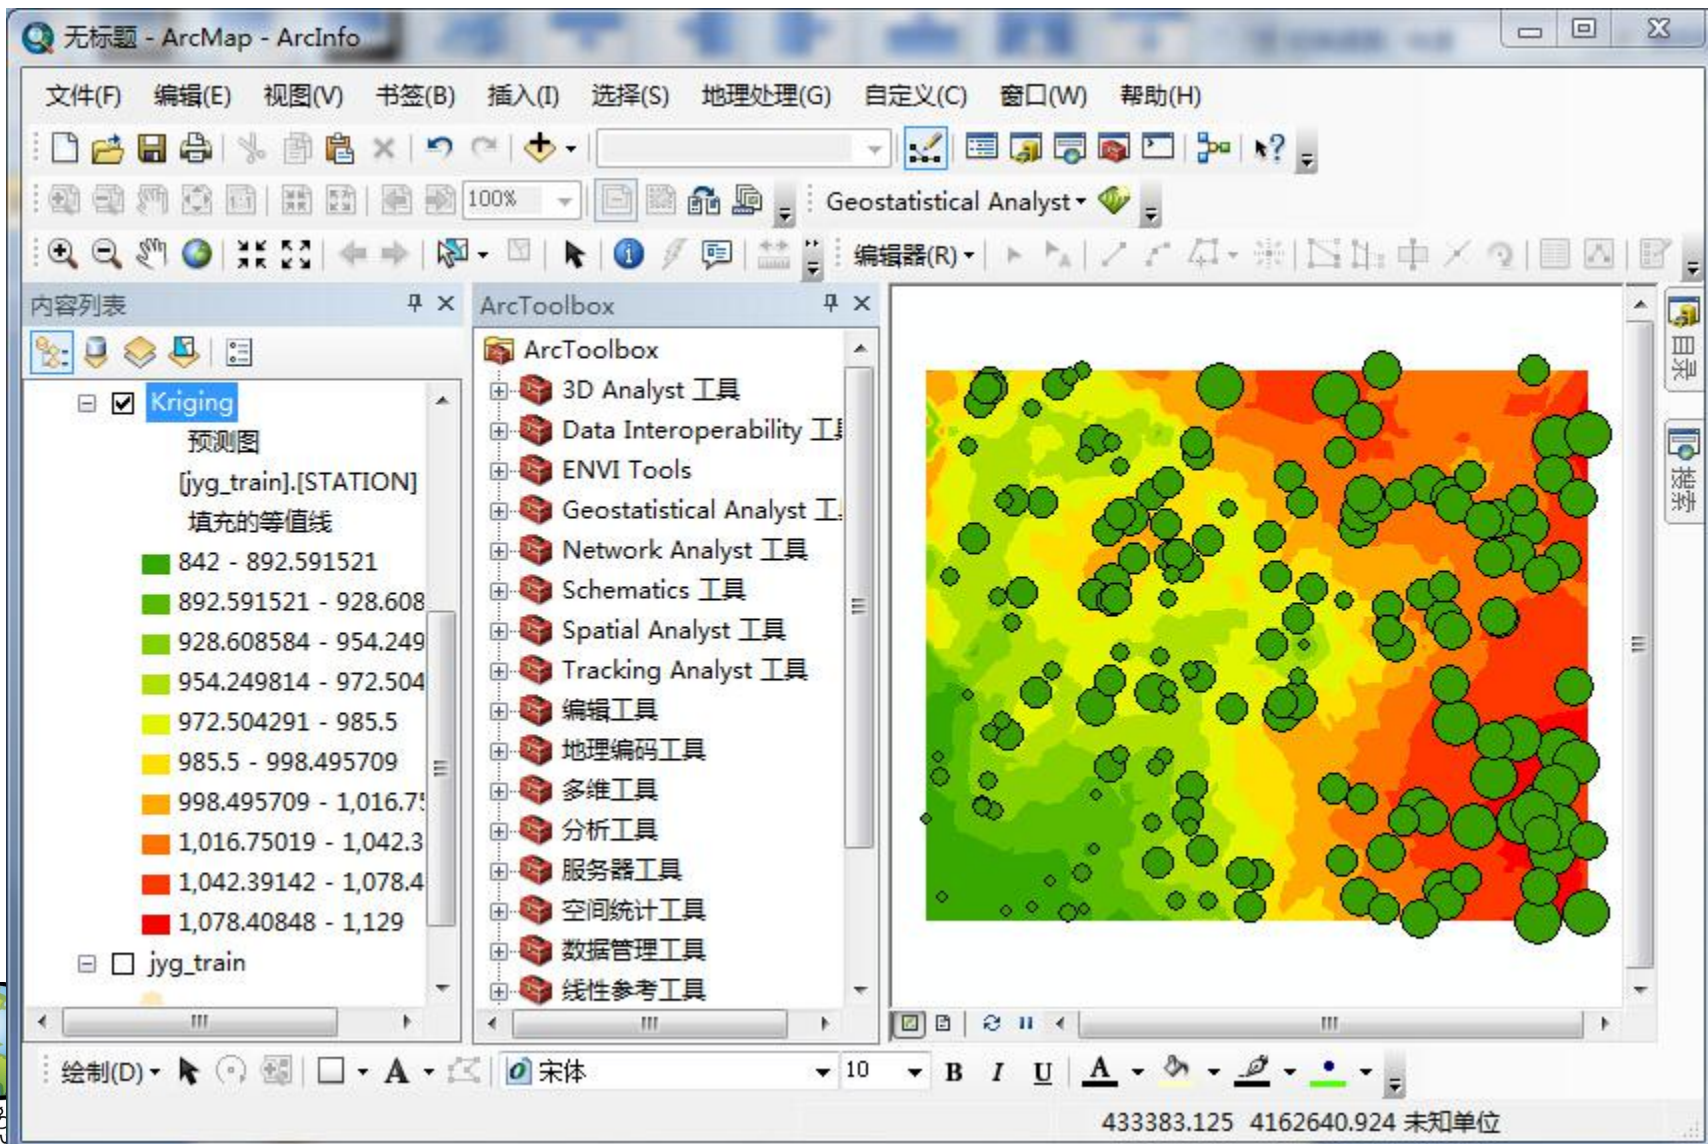 无标题 - ArcMap - ArcInfo
文件(F) 编辑(E) 视图(V) 书签(B) 插入(I) 选择(S) 地理处理(G) 自定义(C) 窗口(W) 帮助(H)
100%
Geostatistical Analyst
编辑器(R)
内容列表
Kriging
预测图
[jyg_train].[STATION]
填充的等值线
842 - 892.591521
892.591521 - 928.608
928.608584 - 954.249
954.249814 - 972.504
972.504291 - 985.5
985.5 - 998.495709
998.495709 - 1,016.75
1,016.75019 - 1,042.3
1,042.39142 - 1,078.4
1,078.40848 - 1,129
jyg_train
ArcToolbox
ArcToolbox
3D Analyst 工具
Data Interoperability 工具
ENVI Tools
Geostatistical Analyst 工
Network Analyst 工具
Schematics 工具
Spatial Analyst 工具
Tracking Analyst 工具
编辑工具
地理编码工具
多维工具
分析工具
服务器工具
空间统计工具
数据管理工具
线性参考工具
目录
搜索
绘制(D)
A
宋体
10
B I U A
433383.125 4162640.924 未知单位